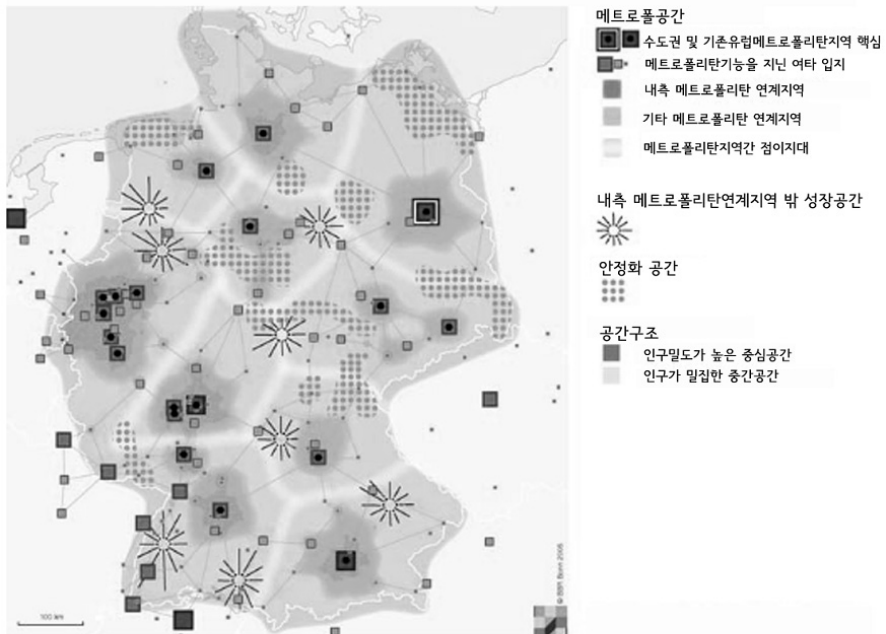 메트로폴공간
수도권 및 기존유럽메트로폴리탄지역 핵심
메트로폴리탄기능을 지닌 여타 입지
내측 메트로폴리탄 연계지역
기타 메트로폴리탄 연계지역
메트로폴리탄지역간 점이지대
내측 메트로폴리탄연계지역 밖 성장공간
안정화 공간
공간구조
인구밀도가 높은 중심공간
인구가 밀집한 중간공간
100 km
© BBR Bonn 2005